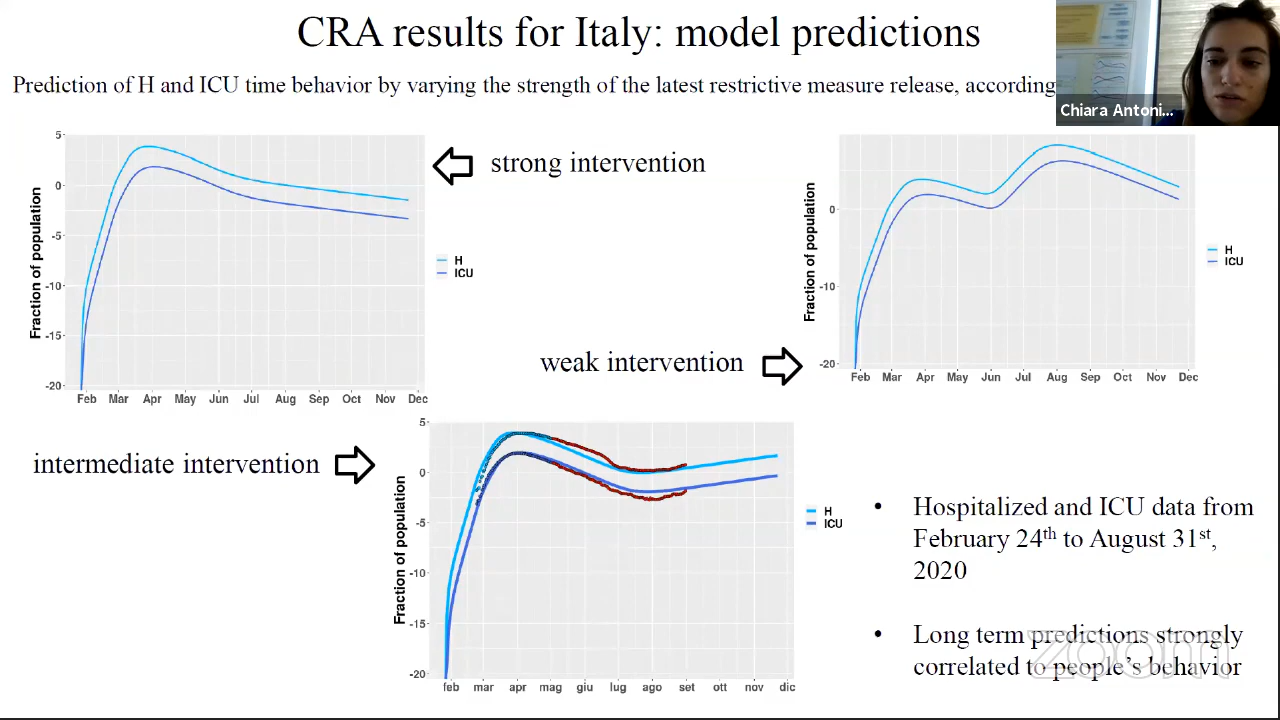 CRA results for Italy: model predictions
Prediction of H and ICU time behavior by varying the strength of the latest restrictive measure release, according
Chiara Antoni...
strong intervention
5
0
-5
-10
-15
-20
Fraction of population
Feb Mar Apr May Jun Jul Aug Sep Oct Nov Dec
H
ICU
0
-10
-20
Fraction of population
Feb Mar Apr May Jun Jul Aug Sep Oct Nov Dec
H
ICU
weak intervention
intermediate intervention
5
0
-5
-10
-15
-20
Fraction of population
feb mar apr mag giu lug ago set ott nov dic
H
ICU
• Hospitalized and ICU data from
February 24th to August 31st,
2020
• Long term predictions strongly
correlated to people's behavior
zoom